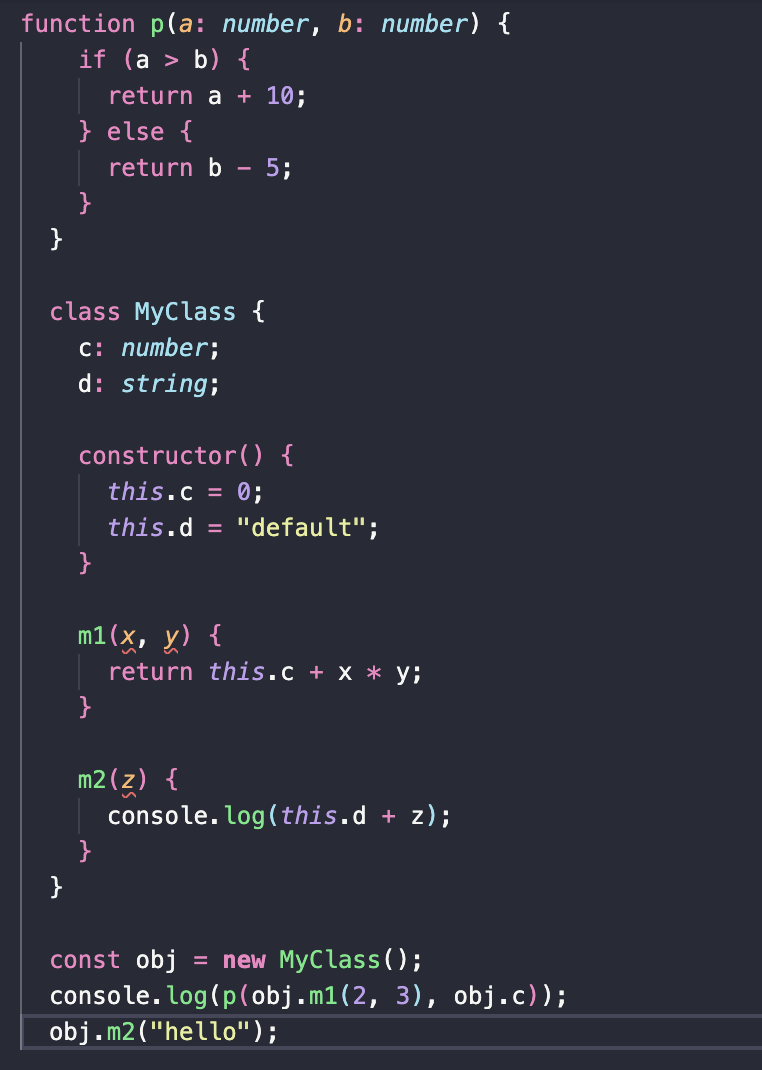 function p(a: number, b: number) {
    if (a > b) {
      return a + 10;
    } else {
      return b - 5;
    }
  }

  class MyClass {
    c: number;
    d: string;

    constructor() {
      this.c = 0;
      this.d = "default";
    }

    m1(x, y) {
      return this.c + x * y;
    }

    m2(z) {
      console.log(this.d + z);
    }
  }

  const obj = new MyClass();
  console.log(p(obj.m1(2, 3), obj.c));
  obj.m2("hello");